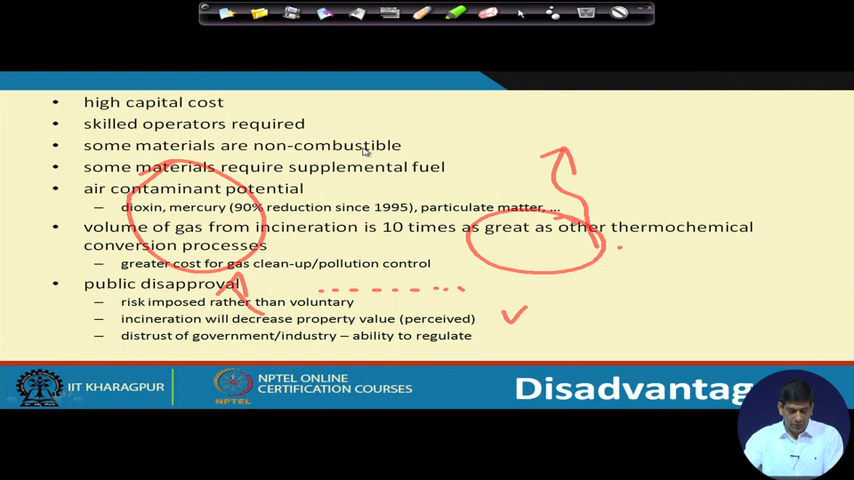 • high capital cost
• skilled operators required
• some materials are non-combustible
• some materials require supplemental fuel
• air contaminant potential
– dioxin, mercury (90% reduction since 1995), particulate matter, ...
• volume of gas from incineration is 10 times as great as other thermochemical
conversion processes
– greater cost for gas clean-up/pollution control
• public disapproval
– risk imposed rather than voluntary
– incineration will decrease property value (perceived)
– distrust of government/industry – ability to regulate
IIT KHARAGPUR
NPTEL
NPTEL ONLINE
CERTIFICATION COURSES
Disadvantag